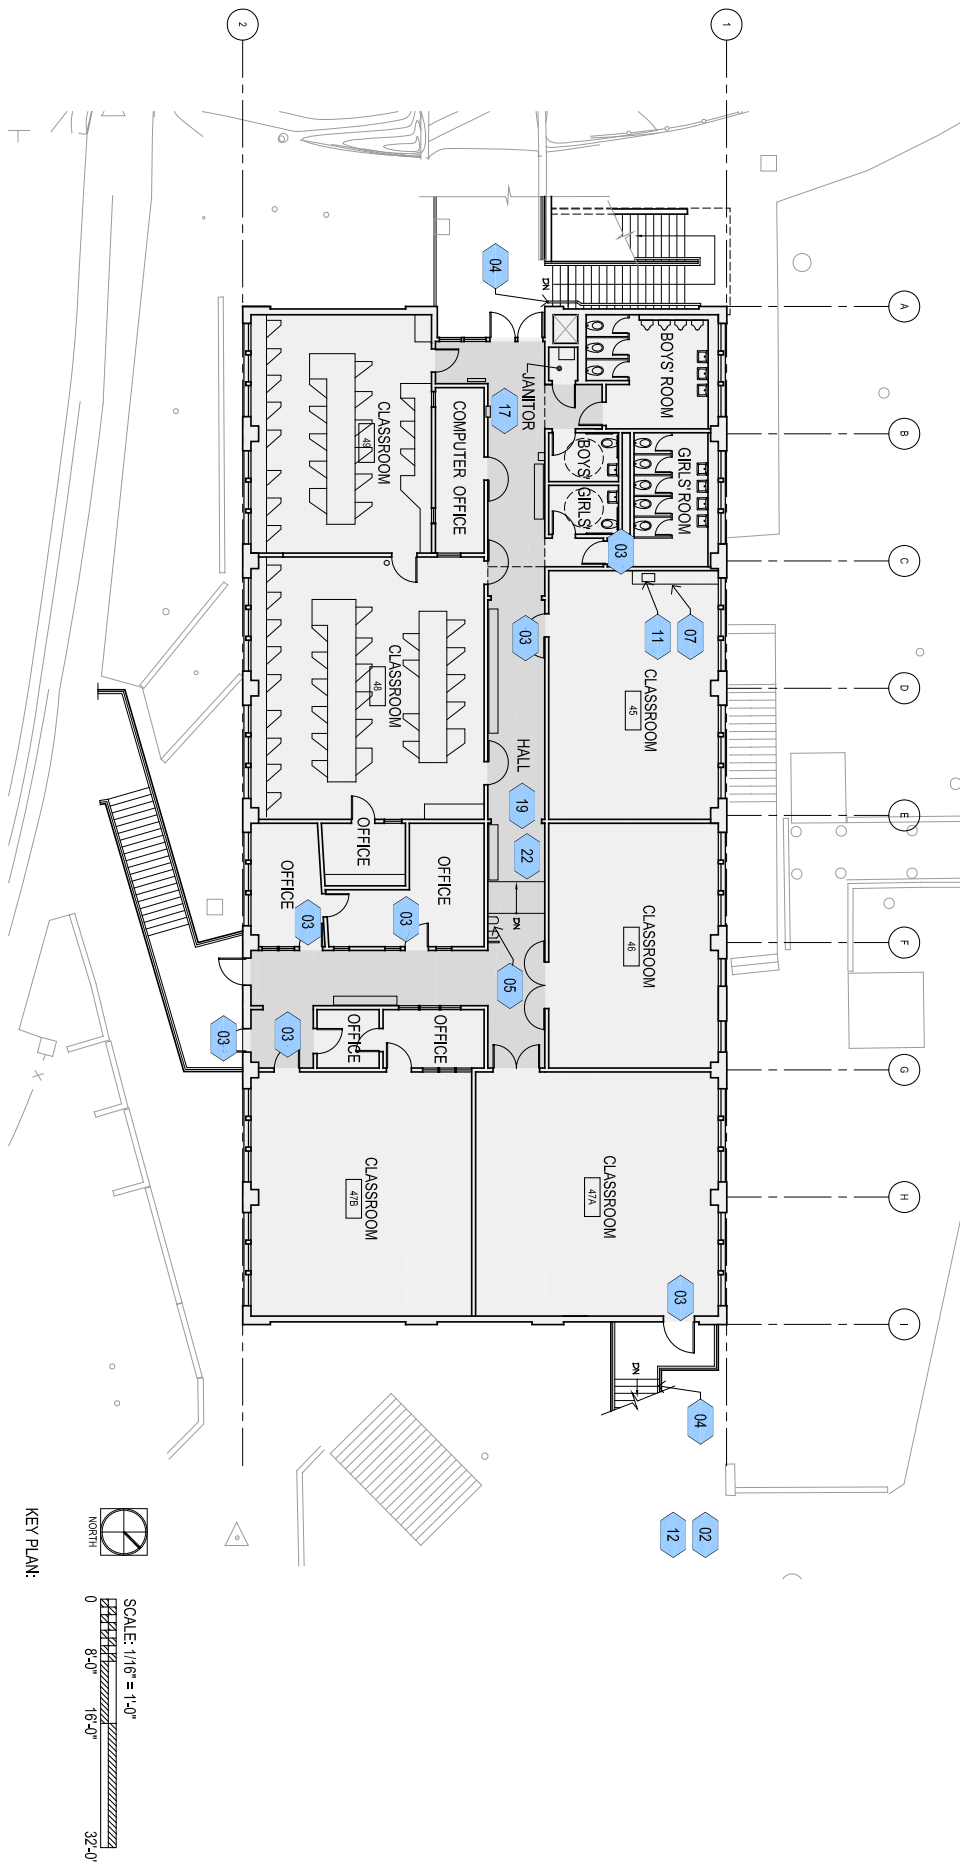 2
1
A
B
C
D
E
F
G
H
I
04
DN
BOYS' ROOM
JANITOR
17
CLASSROOM
49
COMPUTER OFFICE
BOYS'
GIRLS'
GIRLS' ROOM
03
03
11
07
CLASSROOM
48
CLASSROOM
45
HALL
19
22
OFFICE
OFFICE
OFFICE
03
03
DN
05
CLASSROOM
46
03
03
OFFICE
OFFICE
CLASSROOM
47B
CLASSROOM
47A
03
DN
04
12
02
NORTH
KEY PLAN:
SCALE: 1/16" = 1'-0"
0
8'-0"
16'-0"
32'-0"